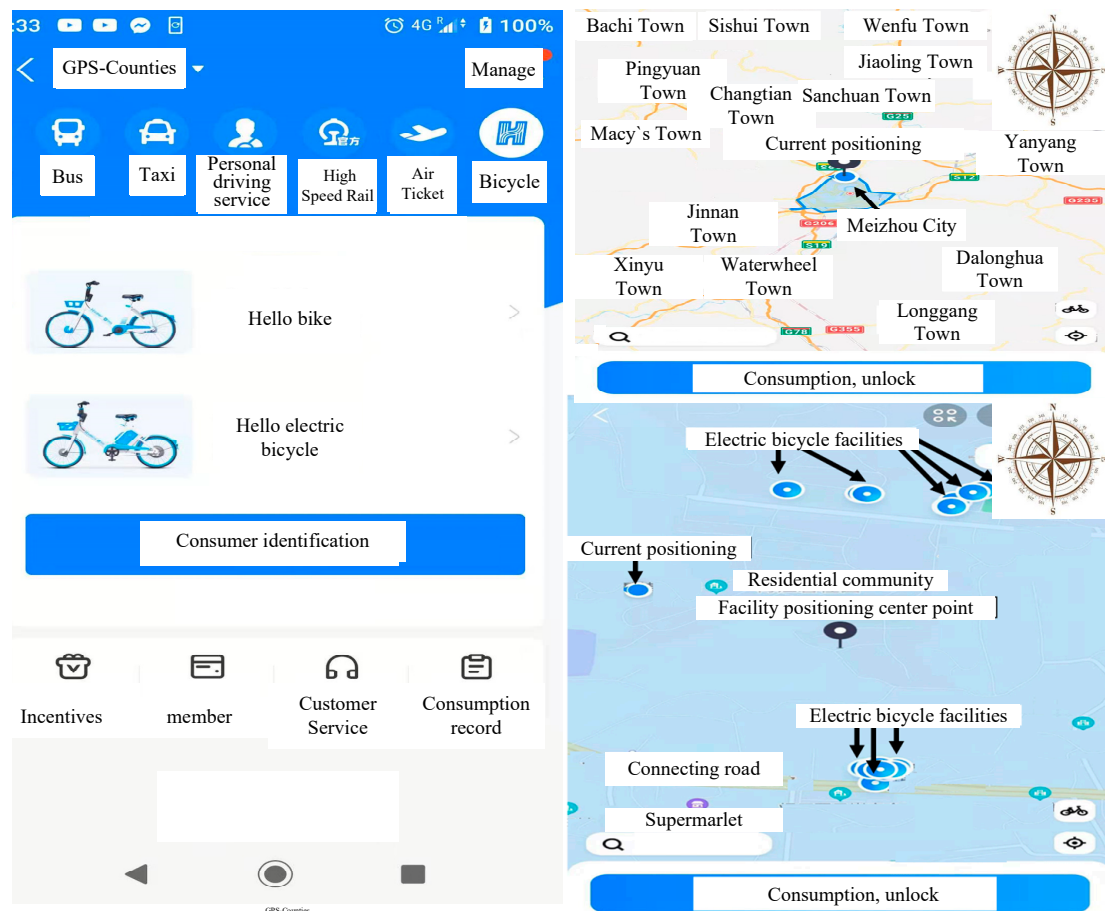 :33
4G R 100%
GPS-Counties
Manage
官方
Bus
Taxi
Personal
driving
service
High
Speed Rail
Air
Ticket
Bicycle
Hello bike
Hello electric
bicycle
Consumer identification
Incentives
member
Customer
Service
Consumption
record
GPS-Counties
Bachi Town
Sishui Town
Wenfu Town
Jiaoling Town
Pingyuan
Town
Changtian
Town
Sanchuan Town
G25
Macy`s Town
Current positioning
Yanyang
Town
S12
G235
Jinnan
Town
G206
Meizhou City
S19
Xinyu
Town
Waterwheel
Town
Dalonghua
Town
Longgang
Town
G78
G355
N
W
S
Consumption, unlock
Electric bicycle facilities
N
W
E
S
Current positioning
Residential community
Facility positioning center point
Electric bicycle facilities
Connecting road
Supermarlet
Consumption, unlock